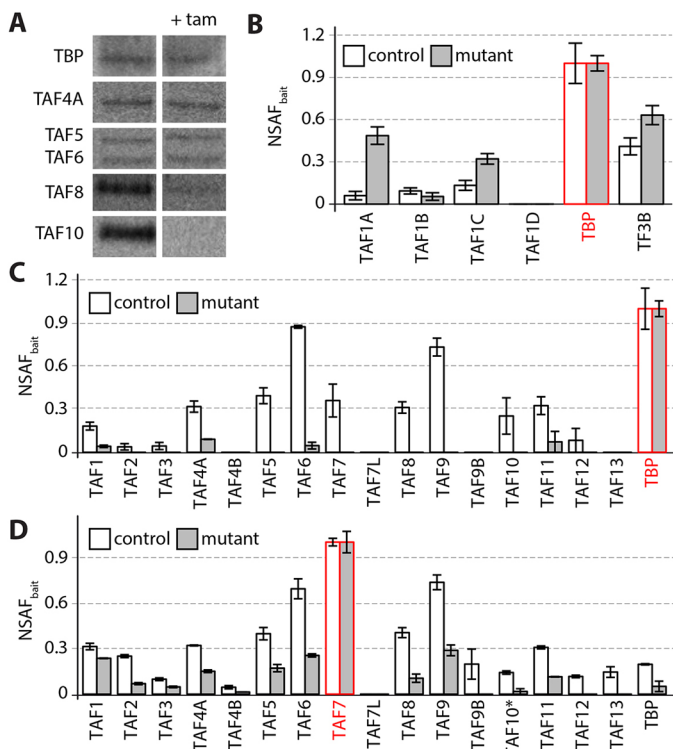 A
+ tam
TBP
TAF4A
TAF5
TAF6
TAF8
TAF10
B
1.2
0.9
0.6
0.3
0
NSAFbait
control mutant
TAF1A TAF1B TAF1C TAF1D TBP TF3B
C
1.2
0.9
0.6
0.3
0
NSAFbait
control mutant
TAF1 TAF2 TAF3 TAF4A TAF4B TAF5 TAF6 TAF7 TAF7L TAF8 TAF9 TAF9B TAF10 TAF11 TAF12 TAF13 TBP
D
0.9
0.6
0.3
0
NSAFbait
control mutant
TAF1 TAF2 TAF3 TAF4A TAF4B TAF5 TAF6 TAF7 TAF7L TAF8 TAF9 TAF9B TAF10* TAF11 TAF12 TAF13 TBP